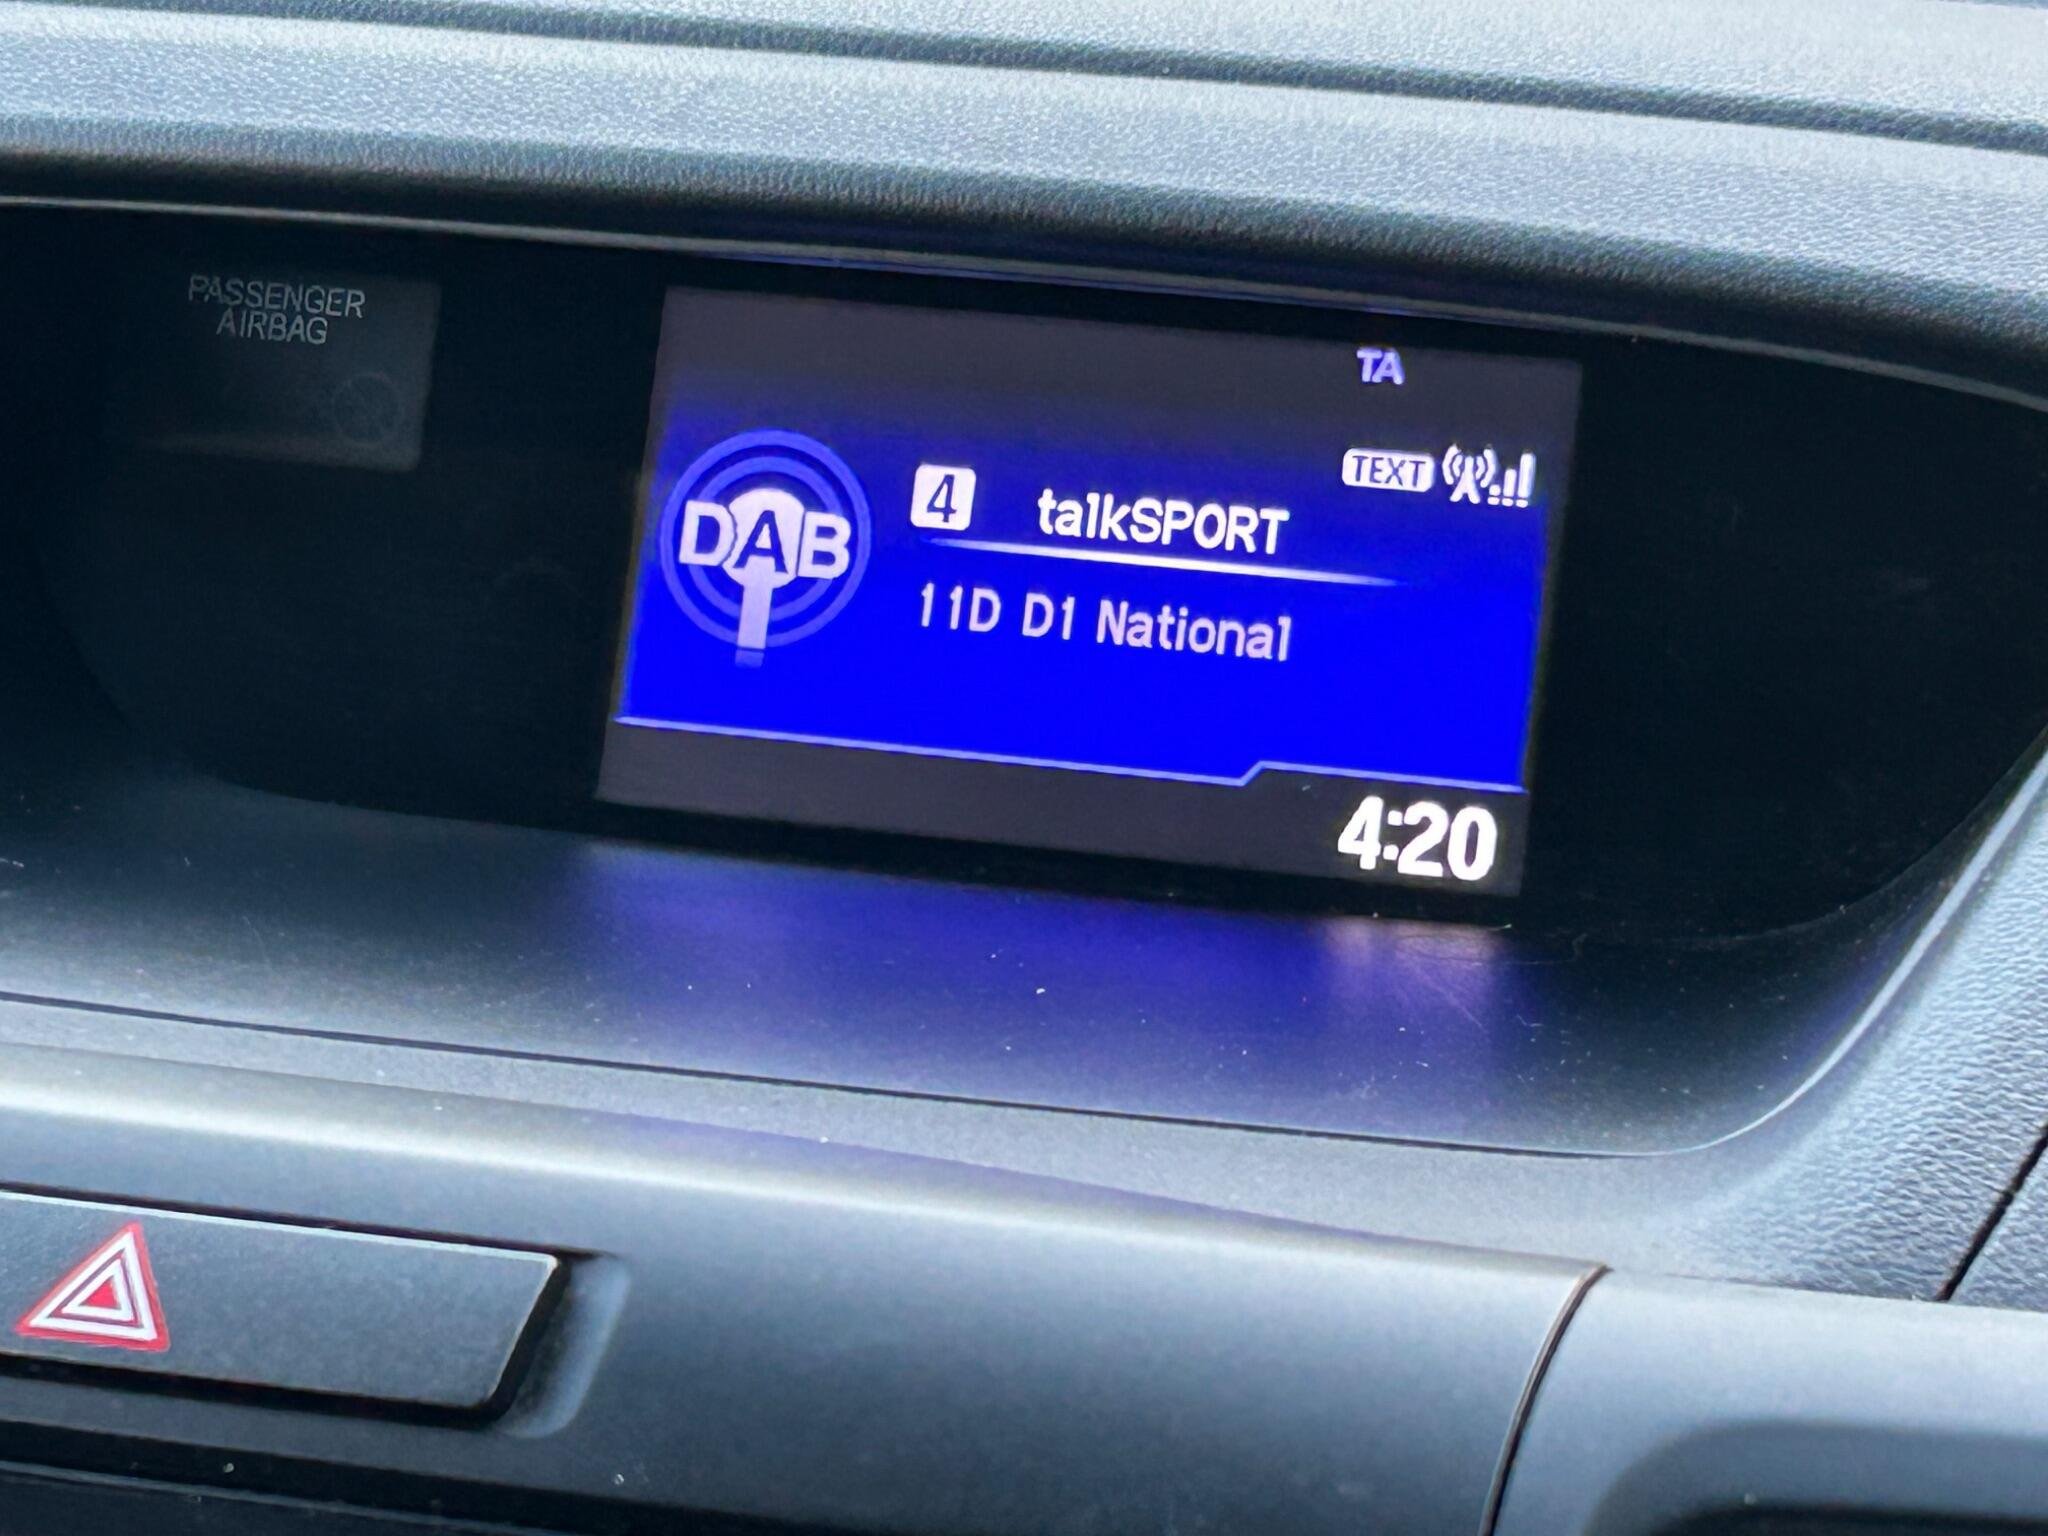 PASSENGER
AIRBAG
TA
TEXT
DAB
4 talkSPORT
11D D1 National
4:20